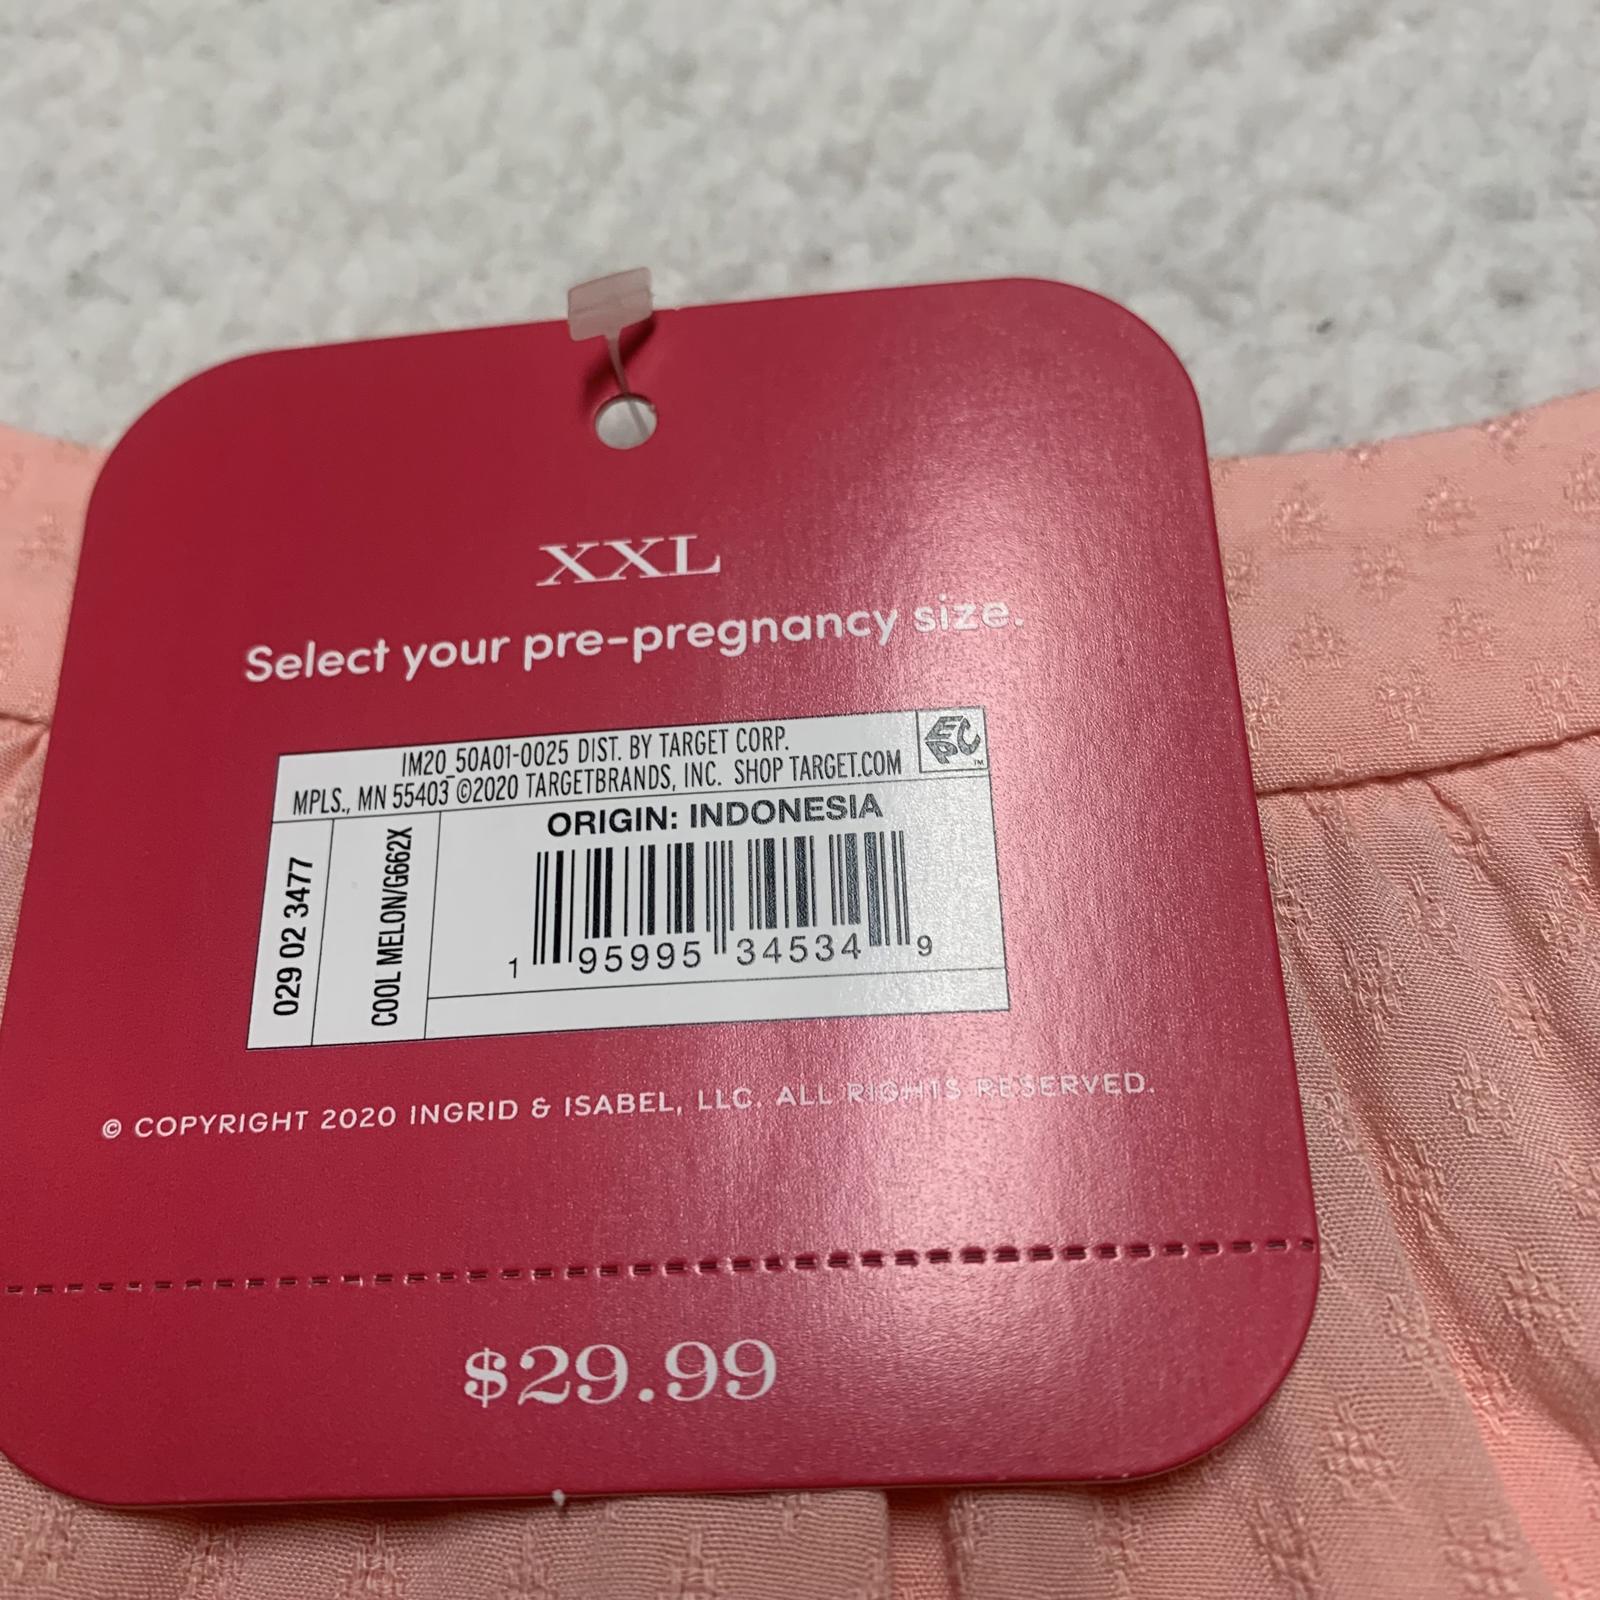 XXL
Select your pre-pregnancy size.
IM20_50A01-0025 DIST. BY TARGET CORP.
MPLS., MN 55403 ©2020 TARGETBRANDS, INC. SHOP TARGET.COM
EPC™
029 02 3477
COOL MELON/G662X
ORIGIN: INDONESIA
1 95995 34534 9
© COPYRIGHT 2020 INGRID & ISABEL, LLC. ALL RIGHTS RESERVED.
$29.99